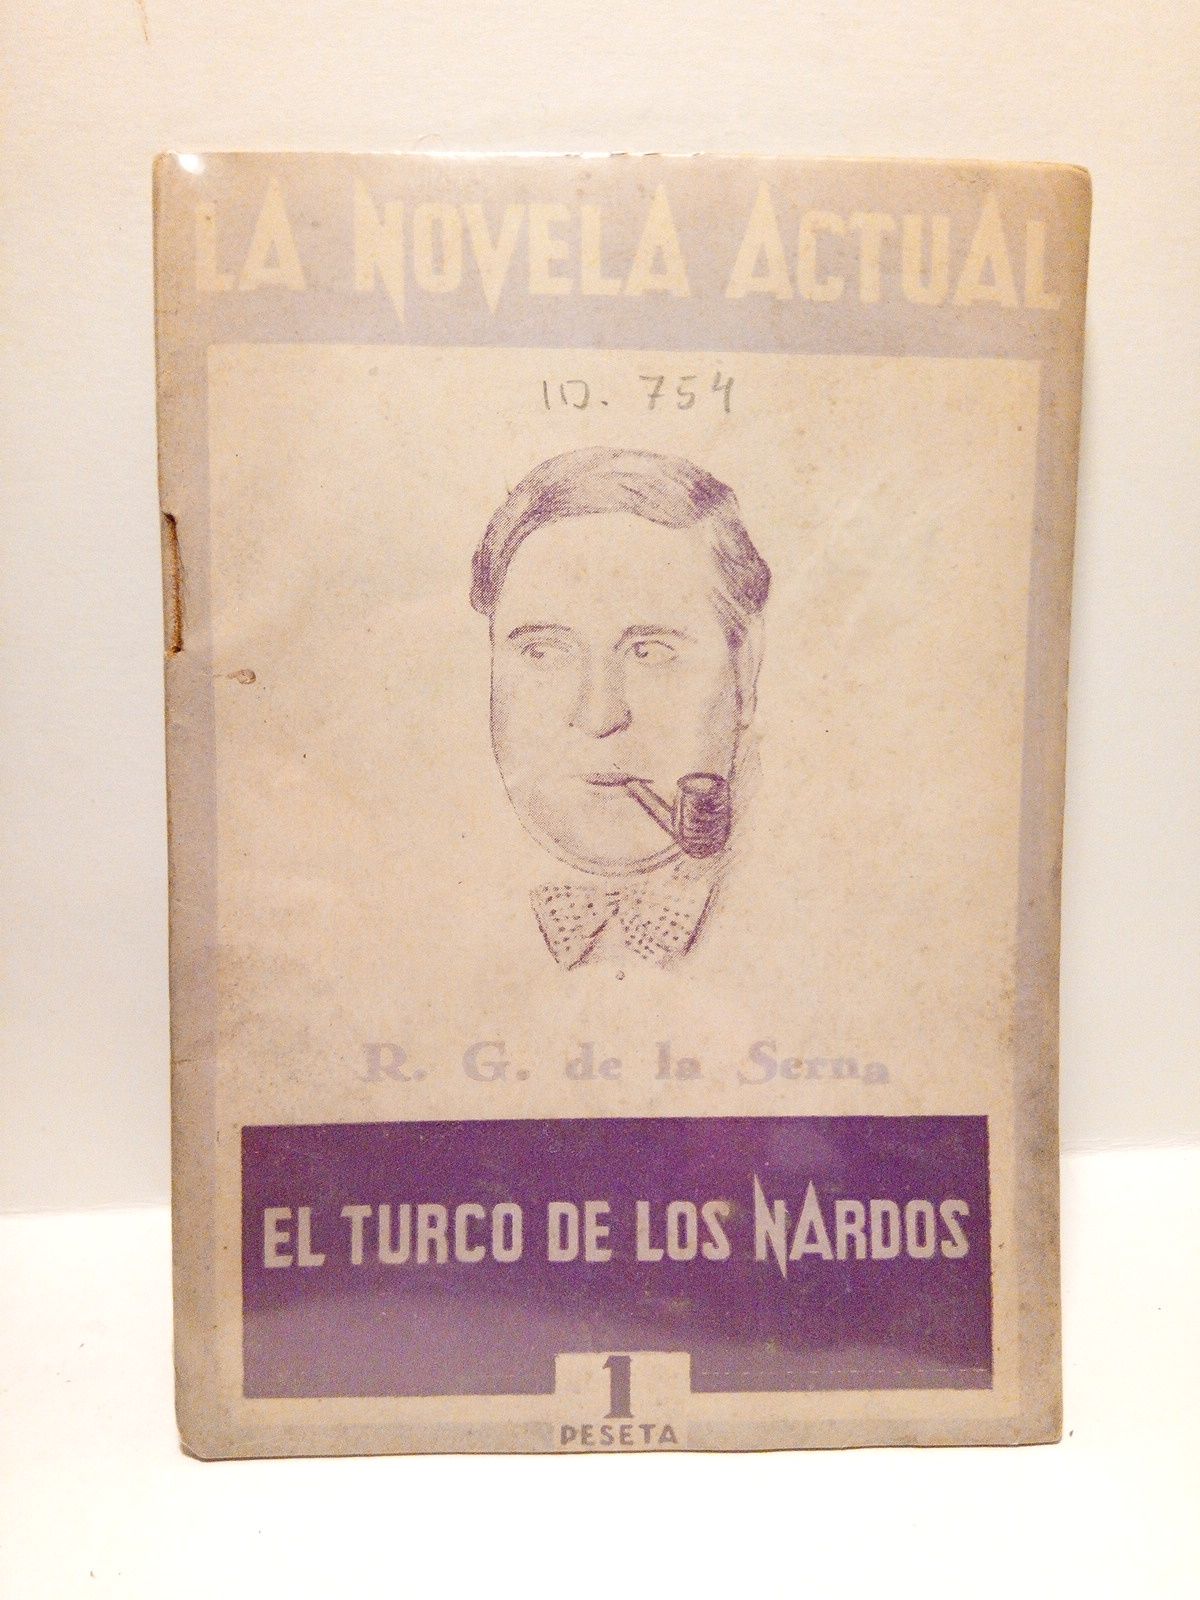 LA NOVELA ACTUAL
10. 754
R. G. de la Serna
EL TURCO DE LOS NARDOS
1
PESETA